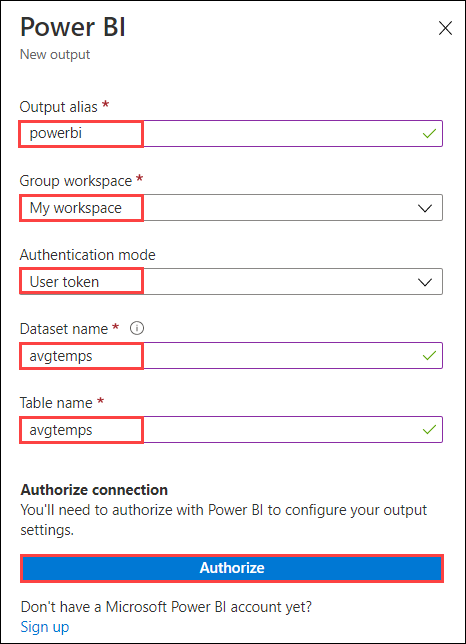 Power BI
New output
Output alias *
powerbi
Group workspace *
My workspace
Authentication mode
User token
Dataset name *
avgtemps
Table name *
avgtemps
Authorize connection
You'll need to authorize with Power BI to configure your output
settings.
Authorize
Don't have a Microsoft Power BI account yet?
Sign up